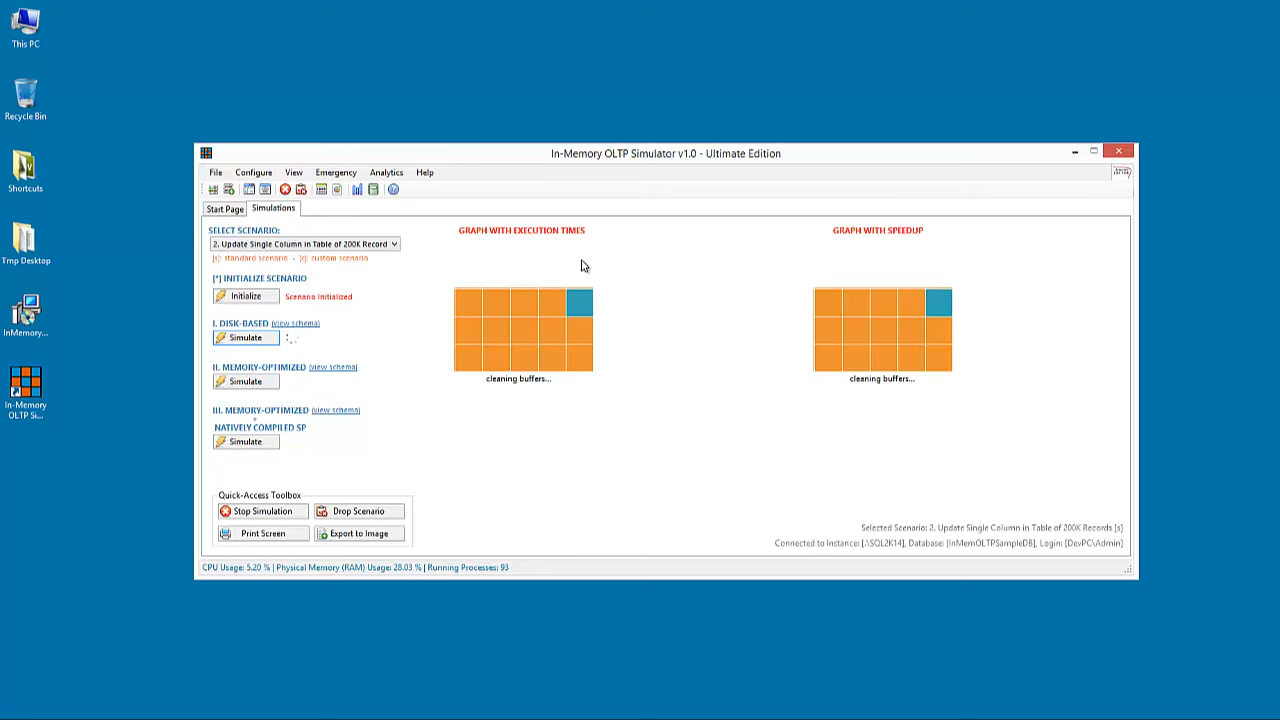 This PC
Recycle Bin
Shortcuts
Tmp Desktop
InMemory...
In-Memory
OLTP Si...
In-Memory OLTP Simulator v1.0 - Ultimate Edition
File Configure View Emergency Analytics Help
Start Page Simulations
SELECT SCENARIO:
2. Update Single Column in Table of 200K Record
[s]: standard scenario - [c]: custom scenario
[*] INITIALIZE SCENARIO
Initialize Scenario Initialized
I. DISK-BASED (view schema)
Simulate
II. MEMORY-OPTIMIZED (view schema)
Simulate
III. MEMORY-OPTIMIZED (view schema)
NATIVELY COMPILED SP
Simulate
Quick-Access Toolbox
Stop Simulation Drop Scenario
Print Screen Export to Image
GRAPH WITH EXECUTION TIMES
cleaning buffers...
GRAPH WITH SPEEDUP
cleaning buffers...
Selected Scenario: 2. Update Single Column in Table of 200K Records [s]
Connected to Instance: [.\SQL2K14], Database: [InMemOLTPSampleDB], Login: [DevPC\Admin]
CPU Usage: 5.20 % | Physical Memory (RAM) Usage: 28.03 % | Running Processes: 93